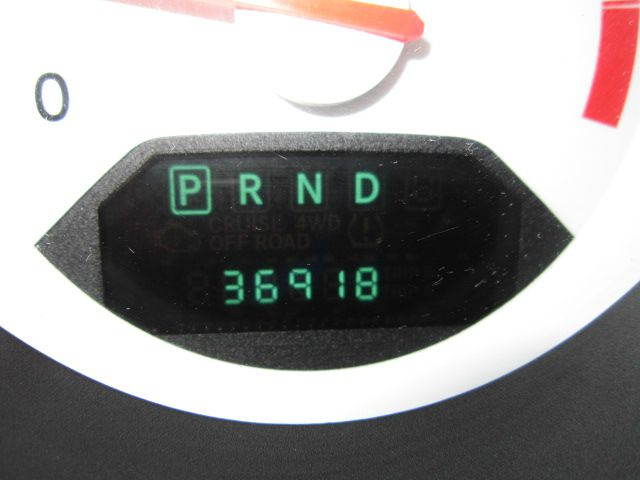 0
P R N D
CRUISE 4WD
OFF ROAD
36918